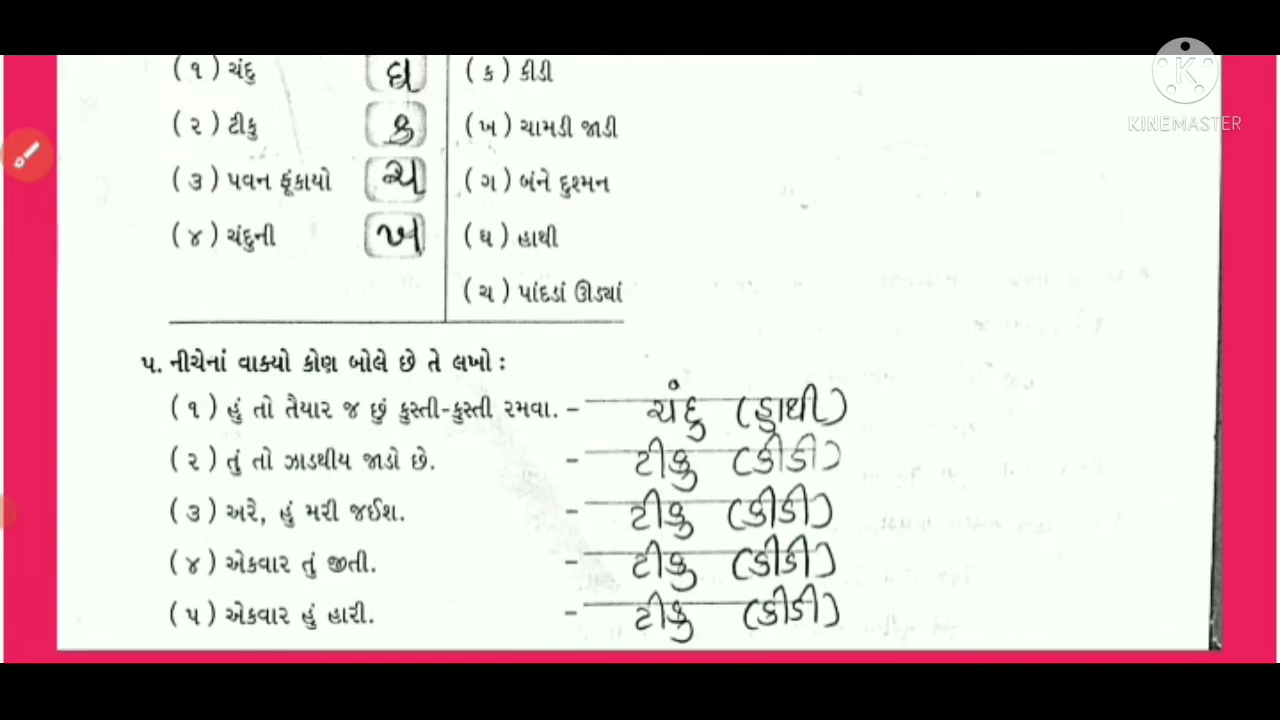 (૧) ચંદુ ઘ (ક) કીડી
KINEMASTER
(૨) ટીકુ ક (ખ) ચામડી જાડી
(૩) પવન ફૂંકાયો ચ (ગ) બંને દુશ્મન
(૪) ચંદુની ખ (ઘ) હાથી
(ચ) પાંદડાં ઊડ્યાં
૫. નીચેનાં વાક્યો કોણ બોલે છે તે લખો :
(૧) હું તો તૈયાર જ છું કુસ્તી-કુસ્તી રમવા. – ચંદુ (હાથી)
(૨) તું તો ઝાડથીય જાડો છે. – ટીકુ (કીડી)
(૩) અરે, હું મરી જઈશ. – ટીકુ (કીડી)
(૪) એકવાર તું જીતી. – ટીકુ (કીડી)
(૫) એકવાર હું હારી. – ટીકુ (કીડી)